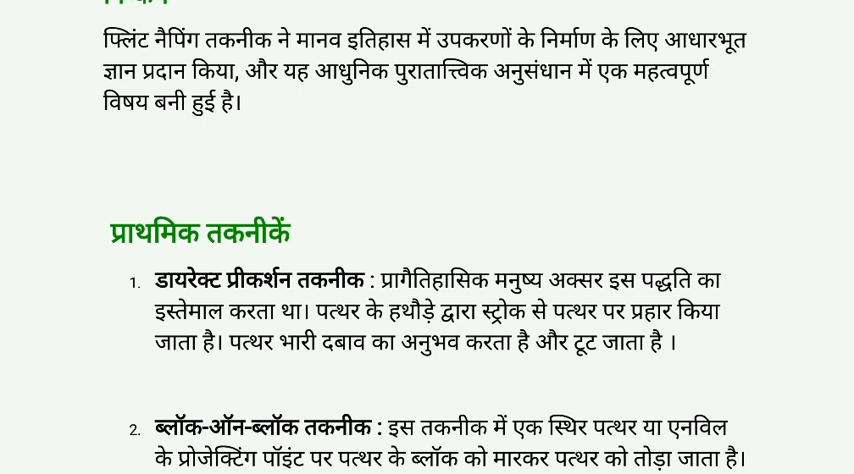 फ्लिंट नैपिंग तकनीक ने मानव इतिहास में उपकरणों के निर्माण के लिए आधारभूत
ज्ञान प्रदान किया, और यह आधुनिक पुरातात्त्विक अनुसंधान में एक महत्वपूर्ण
विषय बनी हुई है।
प्राथमिक तकनीकें
1. डायरेक्ट प्रीकर्शन तकनीक : प्रागैतिहासिक मनुष्य अक्सर इस पद्धति का
इस्तेमाल करता था। पत्थर के हथौड़े द्वारा स्ट्रोक से पत्थर पर प्रहार किया
जाता है। पत्थर भारी दबाव का अनुभव करता है और टूट जाता है ।
2. ब्लॉक-ऑन-ब्लॉक तकनीक : इस तकनीक में एक स्थिर पत्थर या एनविल
के प्रोजेक्टिंग पॉइंट पर पत्थर के ब्लॉक को मारकर पत्थर को तोड़ा जाता है।